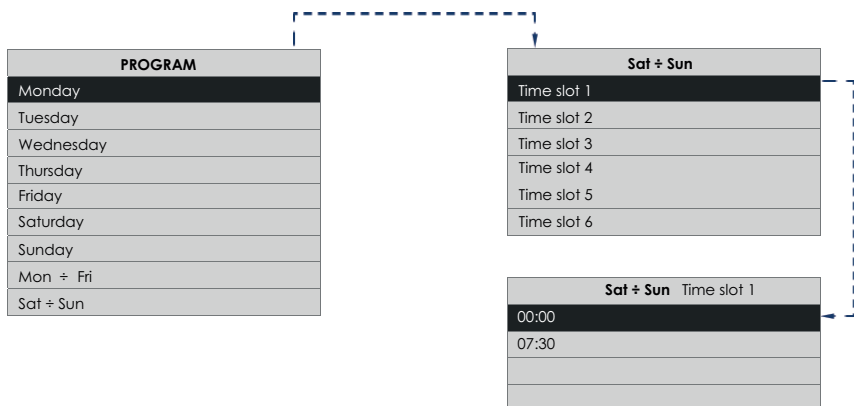 PROGRAM
Monday
Tuesday
Wednesday
Thursday
Friday
Saturday
Sunday
Mon ÷ Fri
Sat ÷ Sun
Sat ÷ Sun
Time slot 1
Time slot 2
Time slot 3
Time slot 4
Time slot 5
Time slot 6
Sat ÷ Sun Time slot 1
00:00
07:30